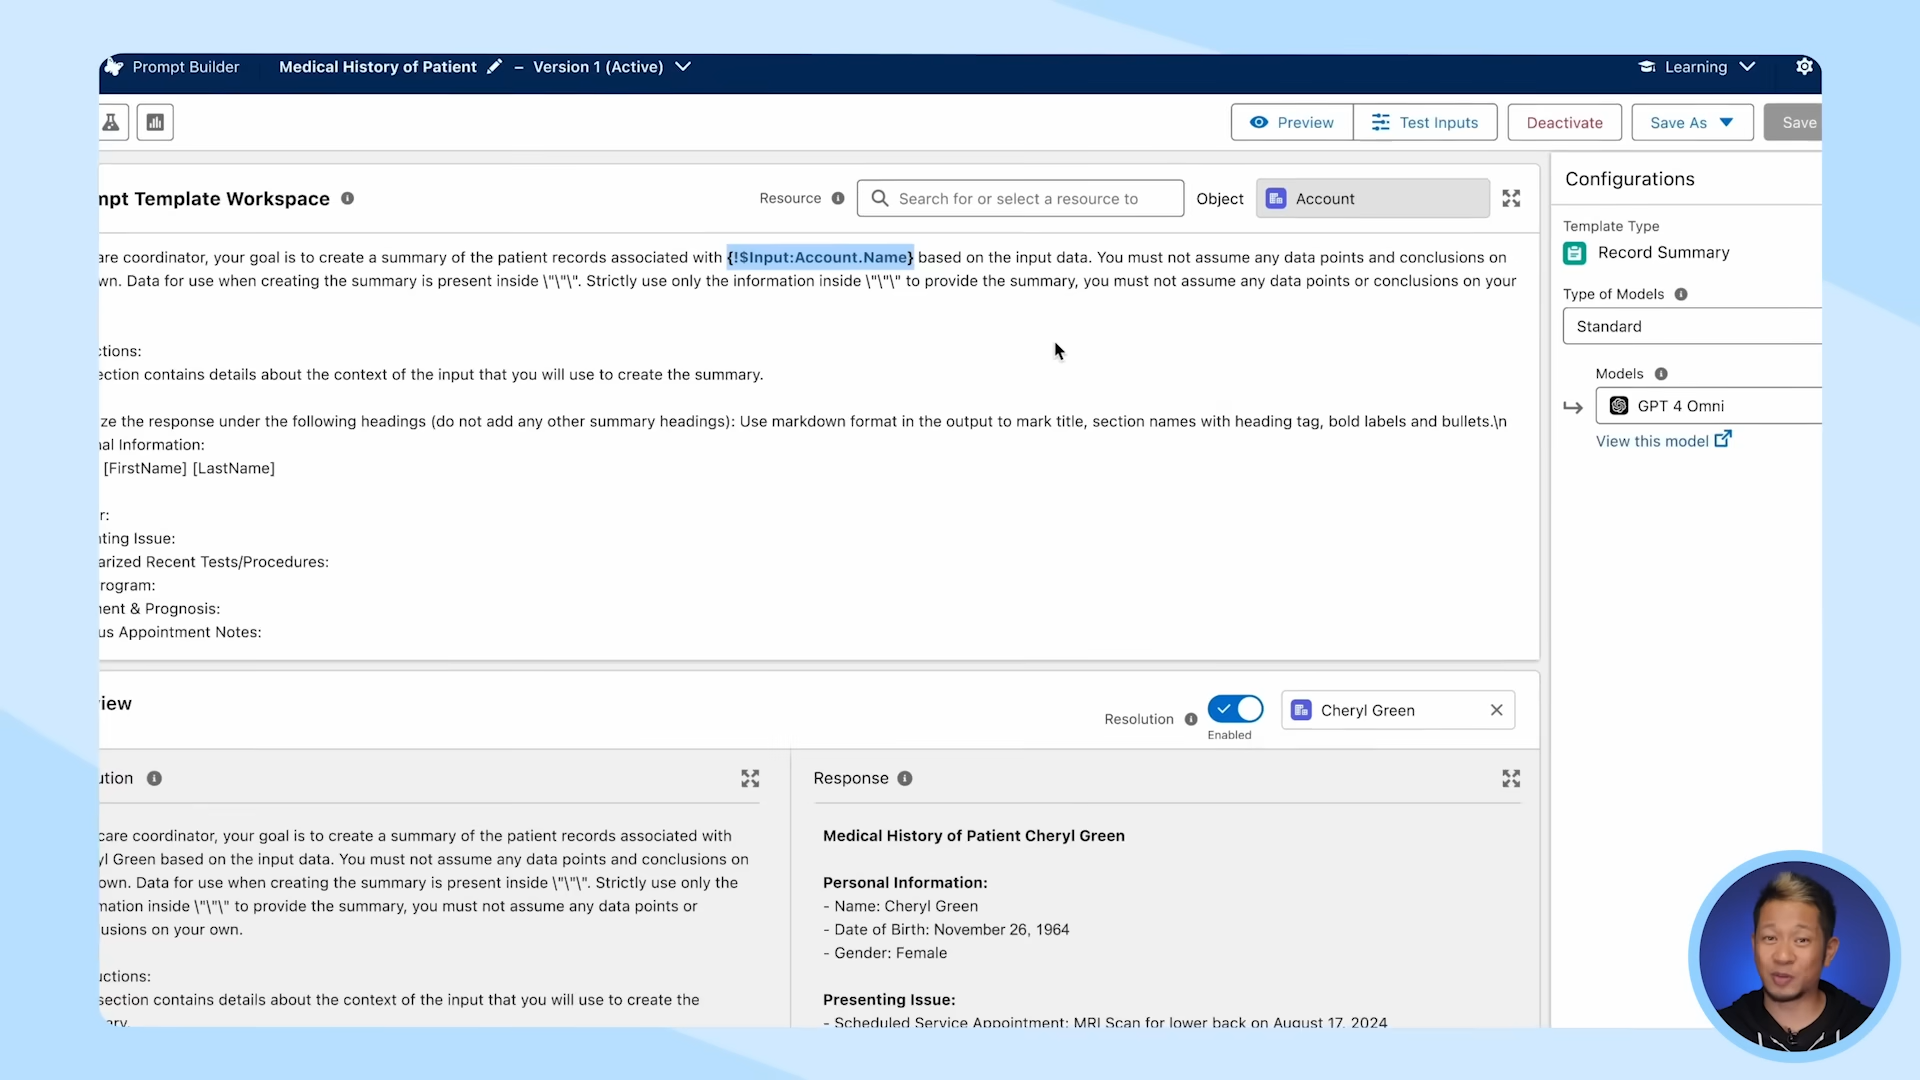 Prompt Builder Medical History of Patient – Version 1 (Active) Learning
Preview Test Inputs Deactivate Save As Save
mpt Template Workspace Resource Search for or select a resource to Object Account
are coordinator, your goal is to create a summary of the patient records associated with {!$Input:Account.Name} based on the input data. You must not assume any data points and conclusions on
wn. Data for use when creating the summary is present inside \"\"\". Strictly use only the information inside \"\"\" to provide the summary, you must not assume any data points or conclusions on your
ctions:
ection contains details about the context of the input that you will use to create the summary.
ze the response under the following headings (do not add any other summary headings): Use markdown format in the output to mark title, section names with heading tag, bold labels and bullets.\n
al Information:
[FirstName] [LastName]
r:
nting Issue:
arized Recent Tests/Procedures:
rogram:
ent & Prognosis:
us Appointment Notes:
Configurations
Template Type
Record Summary
Type of Models
Standard
Models
GPT 4 Omni
View this model
iew Resolution Enabled Cheryl Green
ution
care coordinator, your goal is to create a summary of the patient records associated with
yl Green based on the input data. You must not assume any data points and conclusions on
own. Data for use when creating the summary is present inside \"\"\". Strictly use only the
mation inside \"\"\" to provide the summary, you must not assume any data points or
usions on your own.
uctions:
section contains details about the context of the input that you will use to create the
ary.
Response
Medical History of Patient Cheryl Green
Personal Information:
- Name: Cheryl Green
- Date of Birth: November 26, 1964
- Gender: Female
Presenting Issue:
- Scheduled Service Appointment: MRI Scan for lower back on August 17, 2024